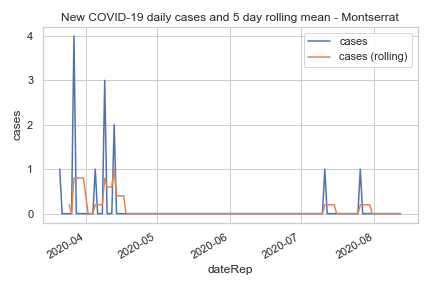 New COVID-19 daily cases and 5 day rolling mean - Montserrat
cases
cases (rolling)
4
3
2
1
0
cases
2020-04
2020-05
2020-06
2020-07
2020-08
dateRep